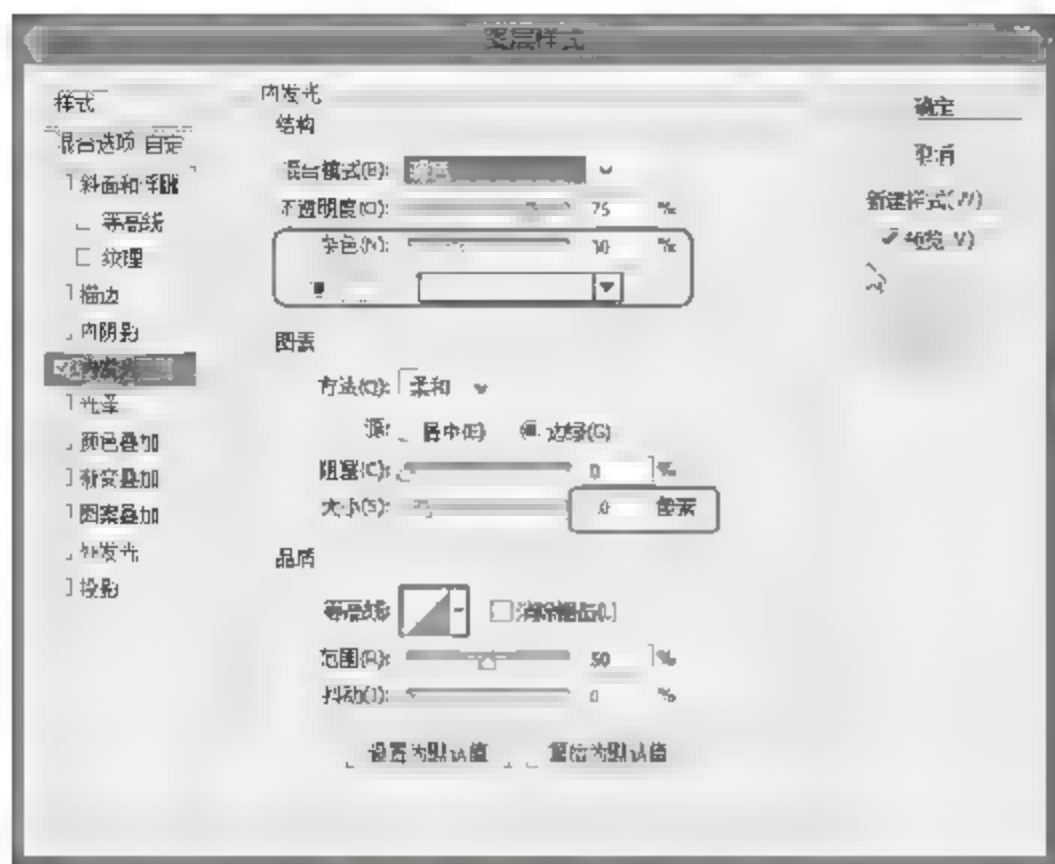 图层样式
样式
混合选项 自定
斜面和浮雕
等高线
纹理
描边
内阴影
光泽
颜色叠加
渐变叠加
图案叠加
外发光
投影
内发光
结构
混合模式(B):
不透明度(O): 75 %
杂色(N): 30 %
图素
方法(Q): 柔和
源: 居中(E) 边缘(G)
阻塞(C): 0 %
大小(S): 像素
品质
等高线: 消除锯齿(L)
范围(R): 50 %
抖动(J): 0 %
设置为默认值 复位为默认值
确定
取消
新建样式(W)
预览(V)